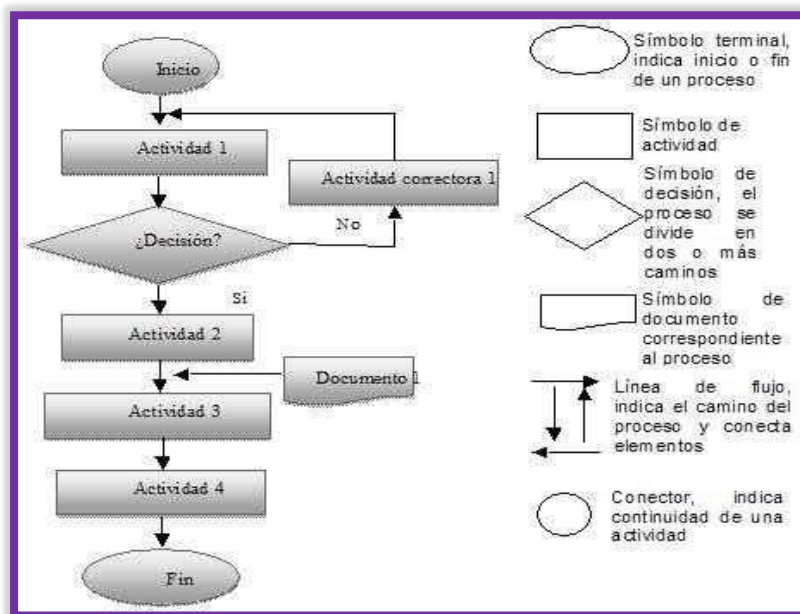 Inicio
Actividad 1
Actividad correctora 1
¿Decisión?
No
Si
Actividad 2
Documento 1
Actividad 3
Actividad 4
Fin
Símbolo terminal,
indica inicio o fin
de un proceso
Símbolo de
actividad
Símbolo de
decisión, el
proceso se
divide en
dos o más
caminos
Símbolo de
documento
correspondiente
al proceso
Línea de flujo,
indica el camino del
proceso y conecta
elementos
Conector, indica
continuidad de una
actividad